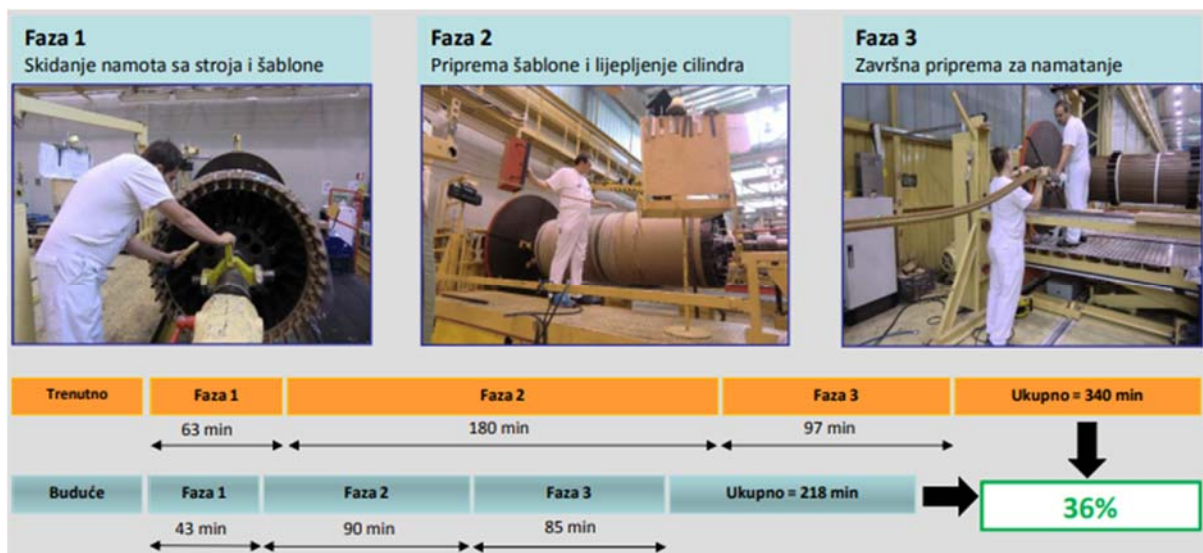 Faza 1
Skidanje namota sa stroja i šablone
Faza 2
Priprema šablone i lijepljenje cilindra
Faza 3
Završna priprema za namatanje
Trenutno
Faza 1
Faza 2
Faza 3
Ukupno = 340 min
63 min
180 min
97 min
Buduće
Faza 1
Faza 2
Faza 3
Ukupno = 218 min
36%
43 min
90 min
85 min